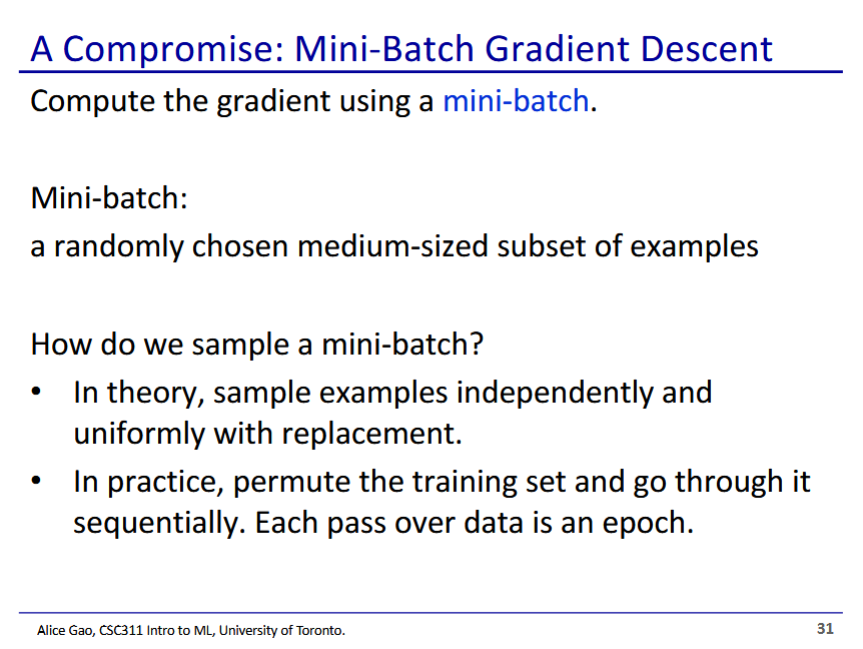 A Compromise: Mini-Batch Gradient Descent
Compute the gradient using a mini-batch.
Mini-batch:
a randomly chosen medium-sized subset of examples
How do we sample a mini-batch?
• In theory, sample examples independently and
uniformly with replacement.
• In practice, permute the training set and go through it
sequentially. Each pass over data is an epoch.
Alice Gao, CSC311 Intro to ML, University of Toronto.
31